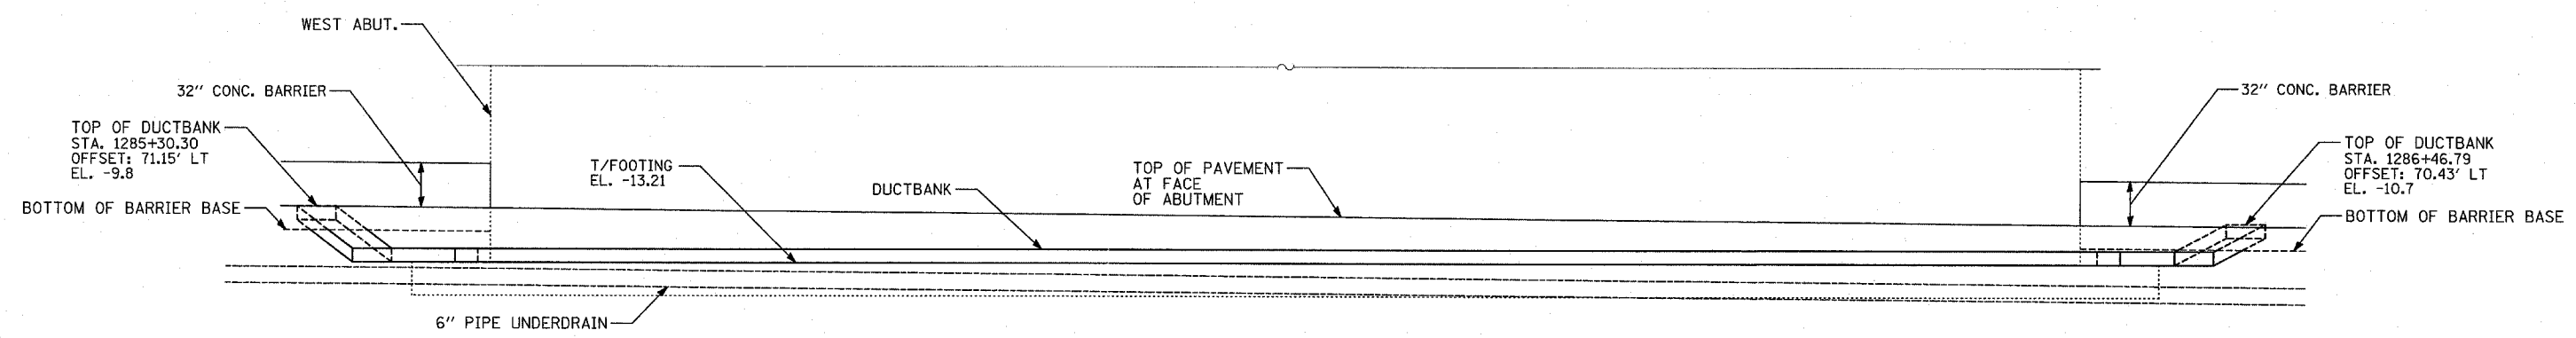 WEST ABUT.
32" CONC. BARRIER
TOP OF DUCTBANK
STA. 1285+30.30
OFFSET: 71.15' LT
EL. -9.8
BOTTOM OF BARRIER BASE
T/FOOTING
EL. -13.21
DUCTBANK
TOP OF PAVEMENT
AT FACE
OF ABUTMENT
6" PIPE UNDERDRAIN
32" CONC. BARRIER
TOP OF DUCTBANK
STA. 1286+46.79
OFFSET: 70.43' LT
EL. -10.7
BOTTOM OF BARRIER BASE